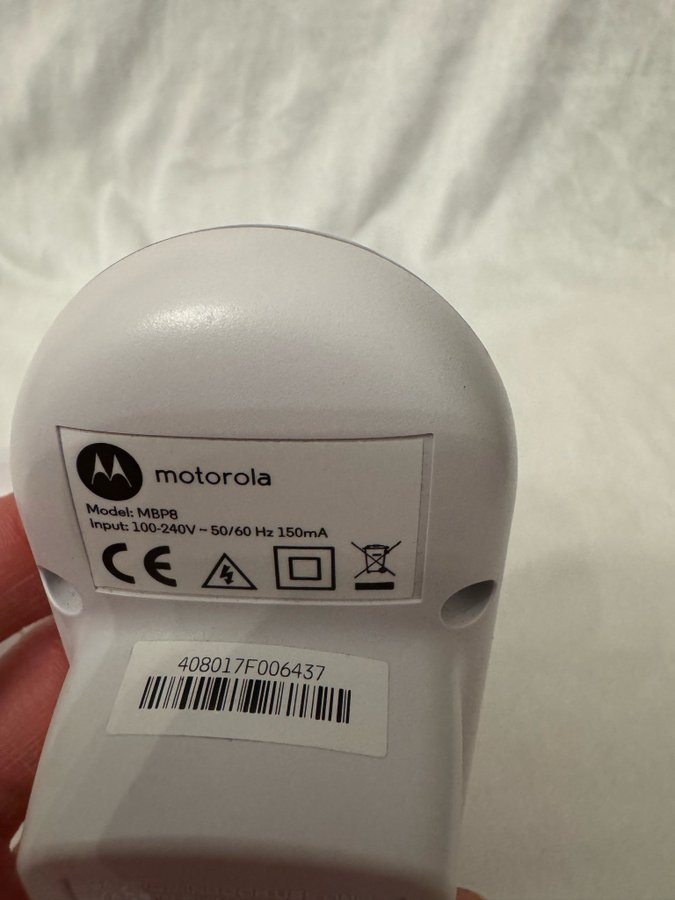 motorola
Model: MBP8
Input: 100-240V ~ 50/60 Hz 150mA
CE
408017F006437